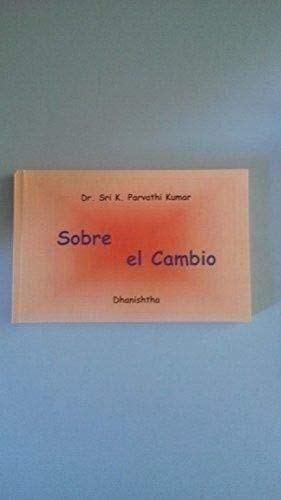 Dr. Sri K. Parvathi Kumar
Sobre
el Cambio
Dhanishtha